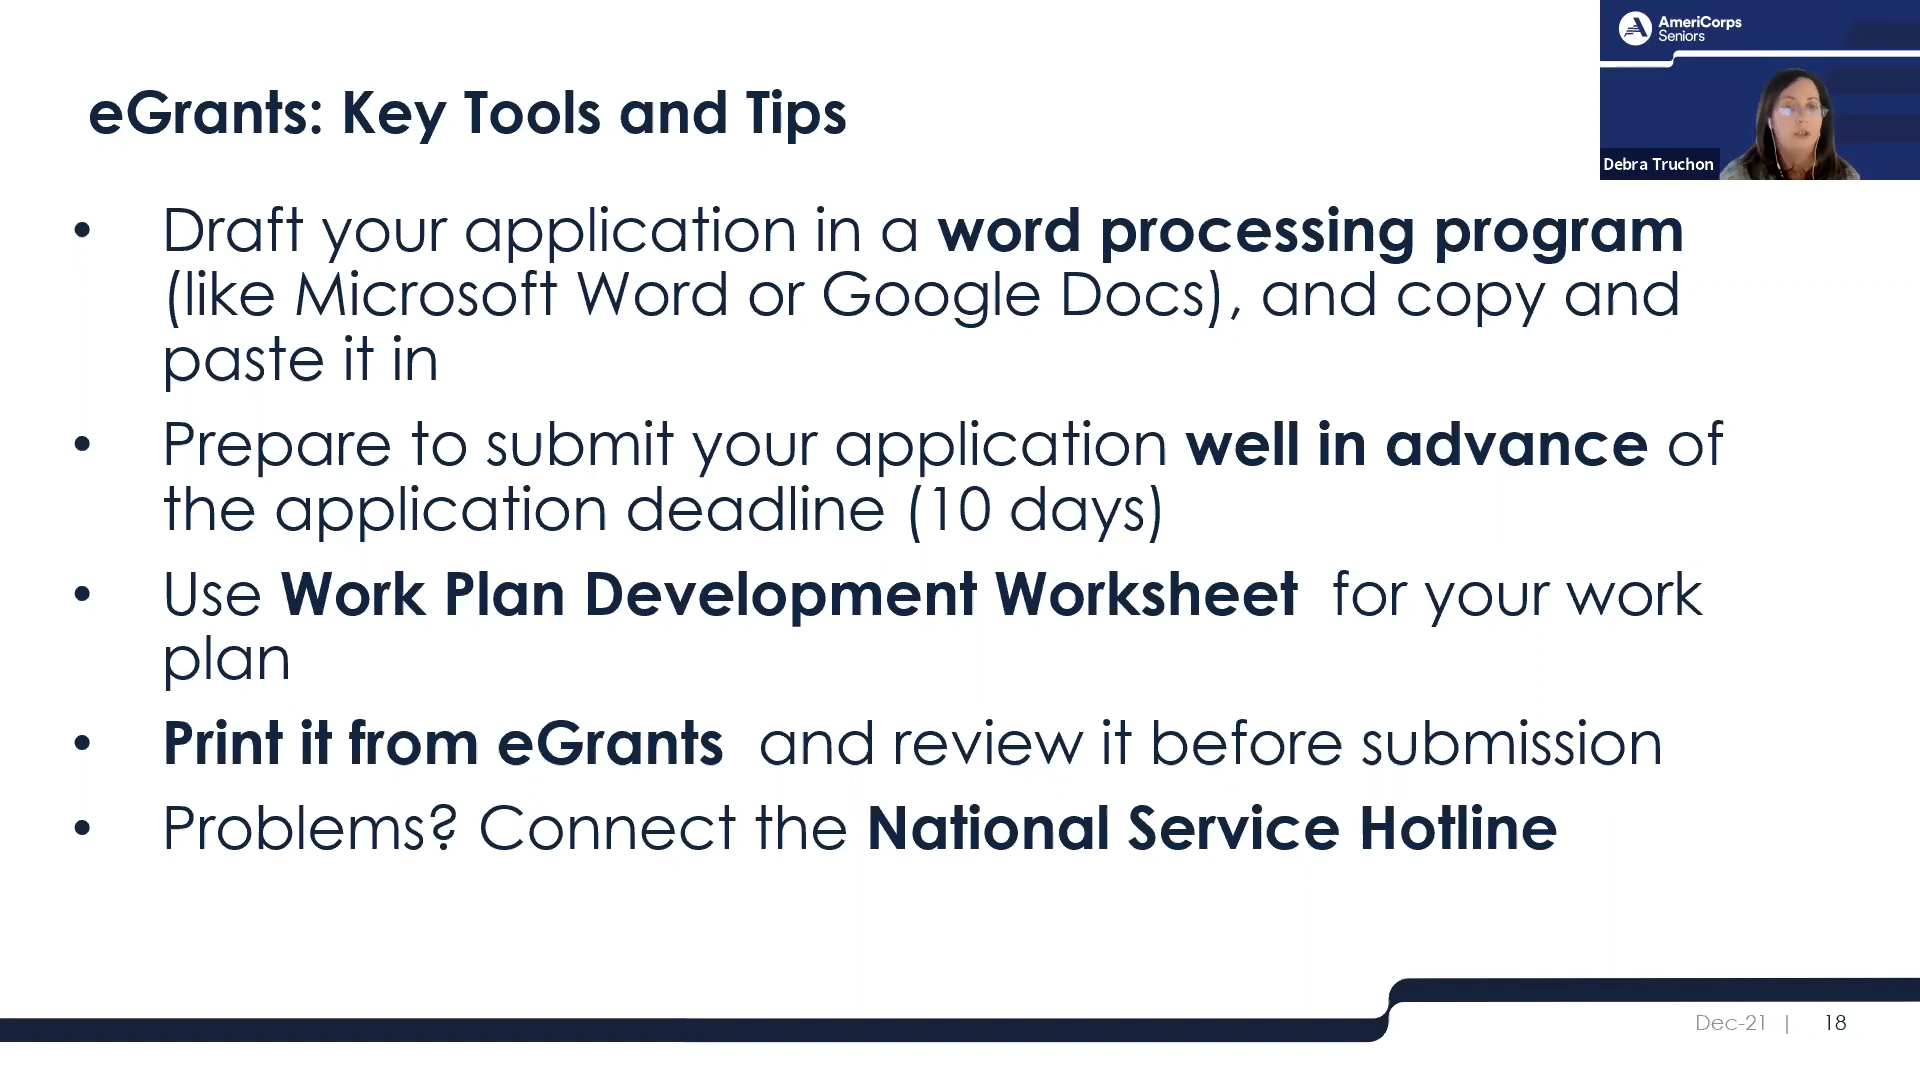 AmeriCorps
Seniors
Debra Truchon
eGrants: Key Tools and Tips
• Draft your application in a word processing program
(like Microsoft Word or Google Docs), and copy and
paste it in
• Prepare to submit your application well in advance of
the application deadline (10 days)
• Use Work Plan Development Worksheet for your work
plan
• Print it from eGrants and review it before submission
• Problems? Connect the National Service Hotline
Dec-21 | 18